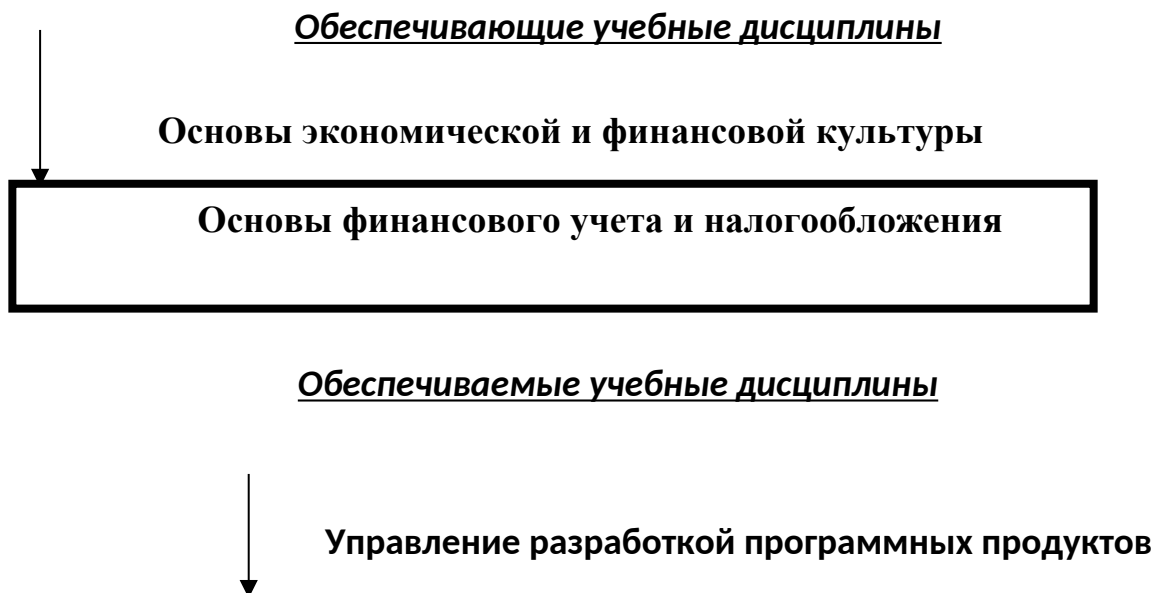 Обеспечивающие учебные дисциплины
Основы экономической и финансовой культуры
Основы финансового учета и налогообложения
Обеспечиваемые учебные дисциплины
Управление разработкой программных продуктов